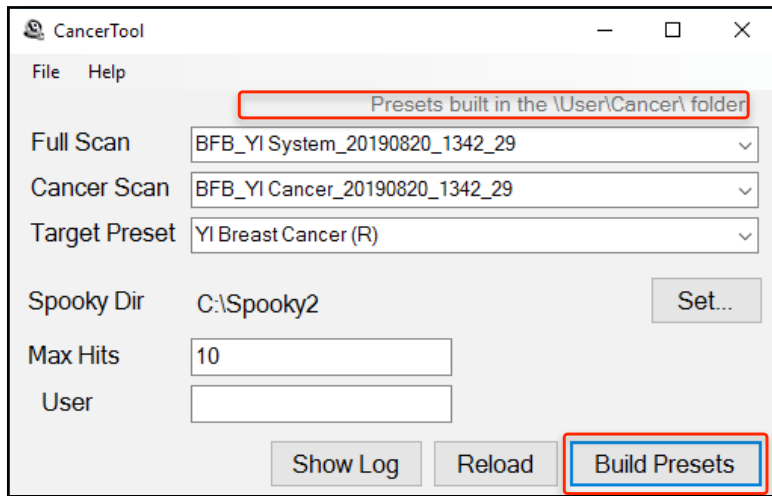 CancerTool
File Help
Presets built in the \User\Cancer\ folder
Full Scan BFB_YI System_20190820_1342_29
Cancer Scan BFB_YI Cancer_20190820_1342_29
Target Preset YI Breast Cancer (R)
Spooky Dir C:\Spooky2 Set...
Max Hits 10
User
Show Log Reload Build Presets